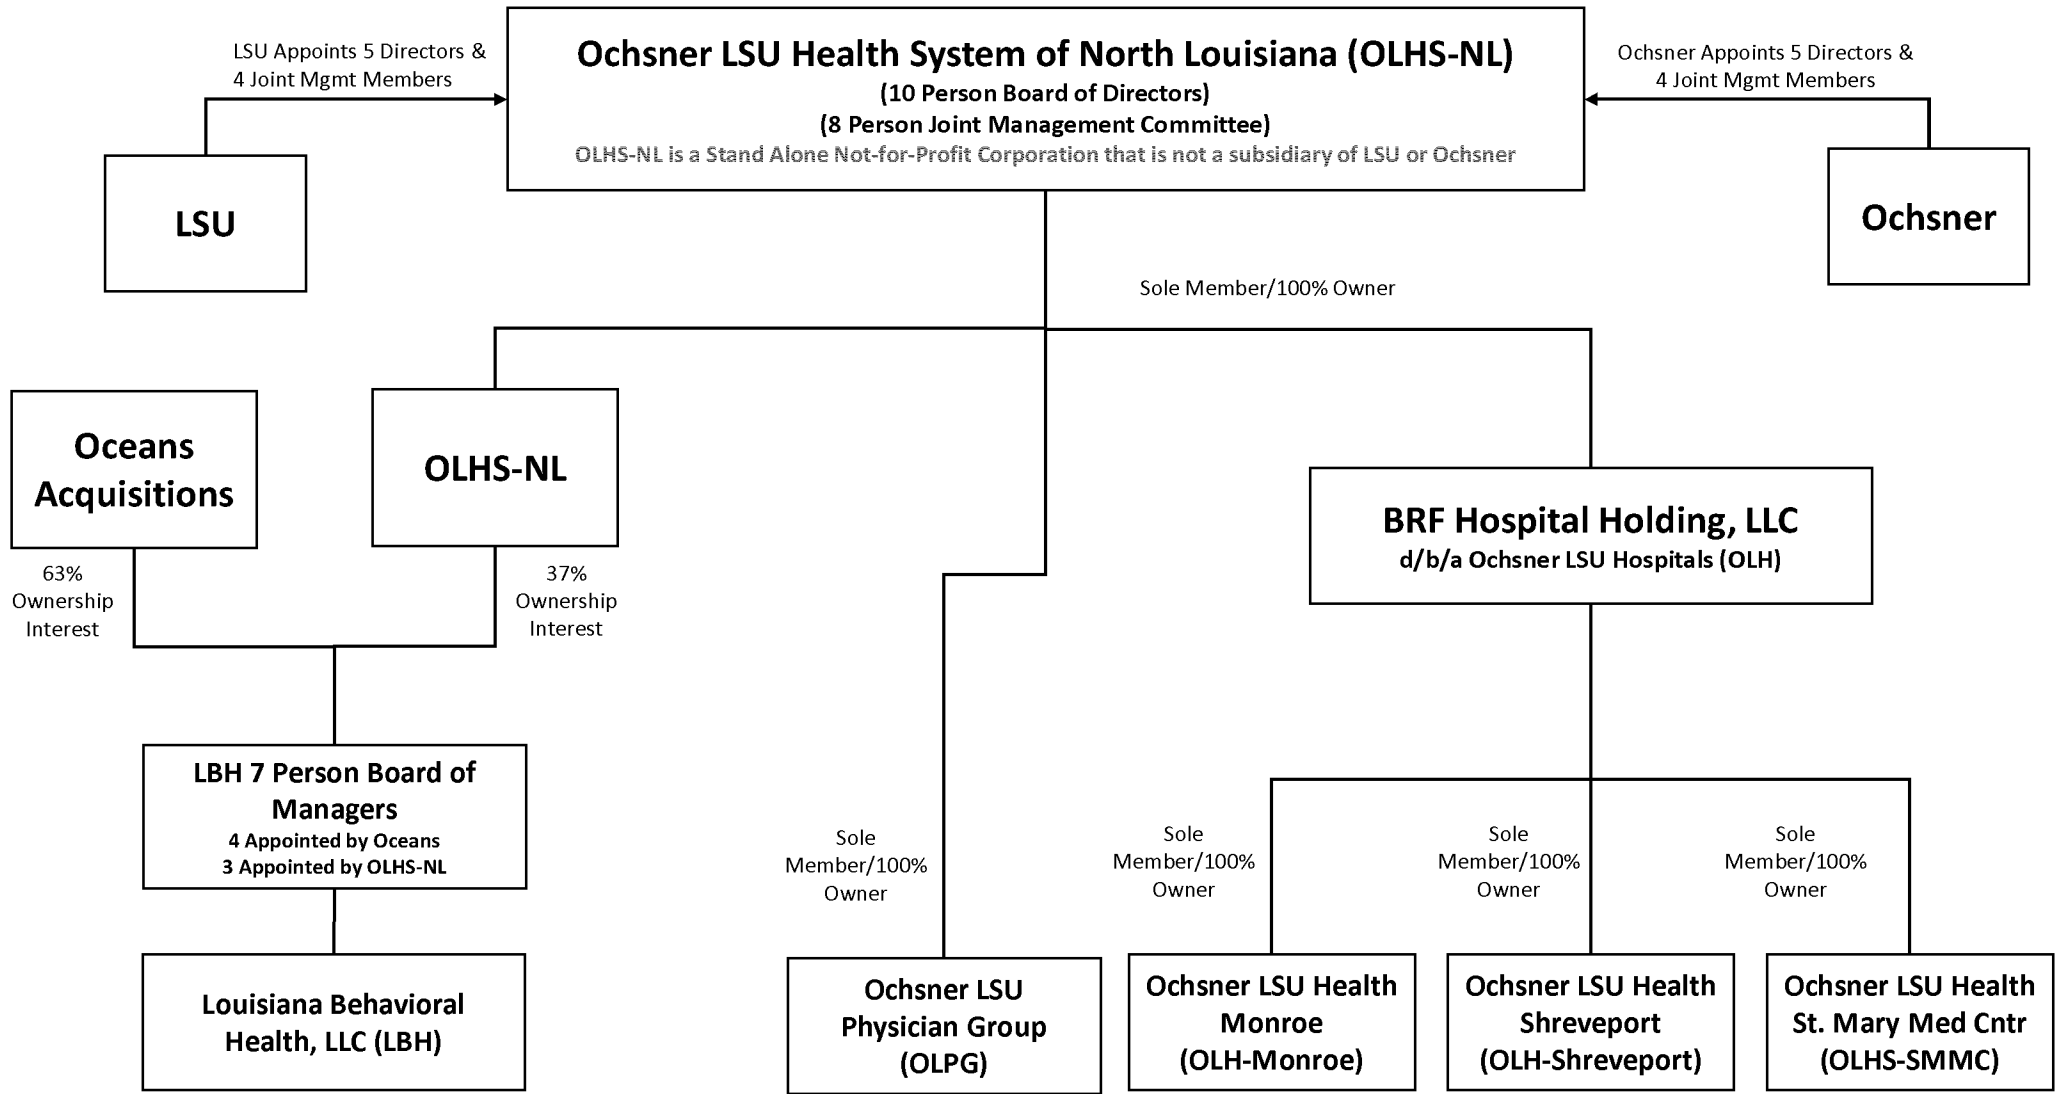 LSU Appoints 5 Directors &
4 Joint Mgmt Members
Ochsner LSU Health System of North Louisiana (OLHS-NL)
(10 Person Board of Directors)
(8 Person Joint Management Committee)
OLHS-NL is a Stand Alone Not-for-Profit Corporation that is not a subsidiary of LSU or Ochsner
Ochsner Appoints 5 Directors &
4 Joint Mgmt Members
LSU
Ochsner
Sole Member/100% Owner
Oceans
Acquisitions
OLHS-NL
BRF Hospital Holding, LLC
d/b/a Ochsner LSU Hospitals (OLH)
63%
Ownership
Interest
37%
Ownership
Interest
LBH 7 Person Board of
Managers
4 Appointed by Oceans
3 Appointed by OLHS-NL
Sole
Member/100%
Owner
Sole
Member/100%
Owner
Sole
Member/100%
Owner
Sole
Member/100%
Owner
Louisiana Behavioral
Health, LLC (LBH)
Ochsner LSU
Physician Group
(OLPG)
Ochsner LSU Health
Monroe
(OLH-Monroe)
Ochsner LSU Health
Shreveport
(OLH-Shreveport)
Ochsner LSU Health
St. Mary Med Cntr
(OLHS-SMMC)